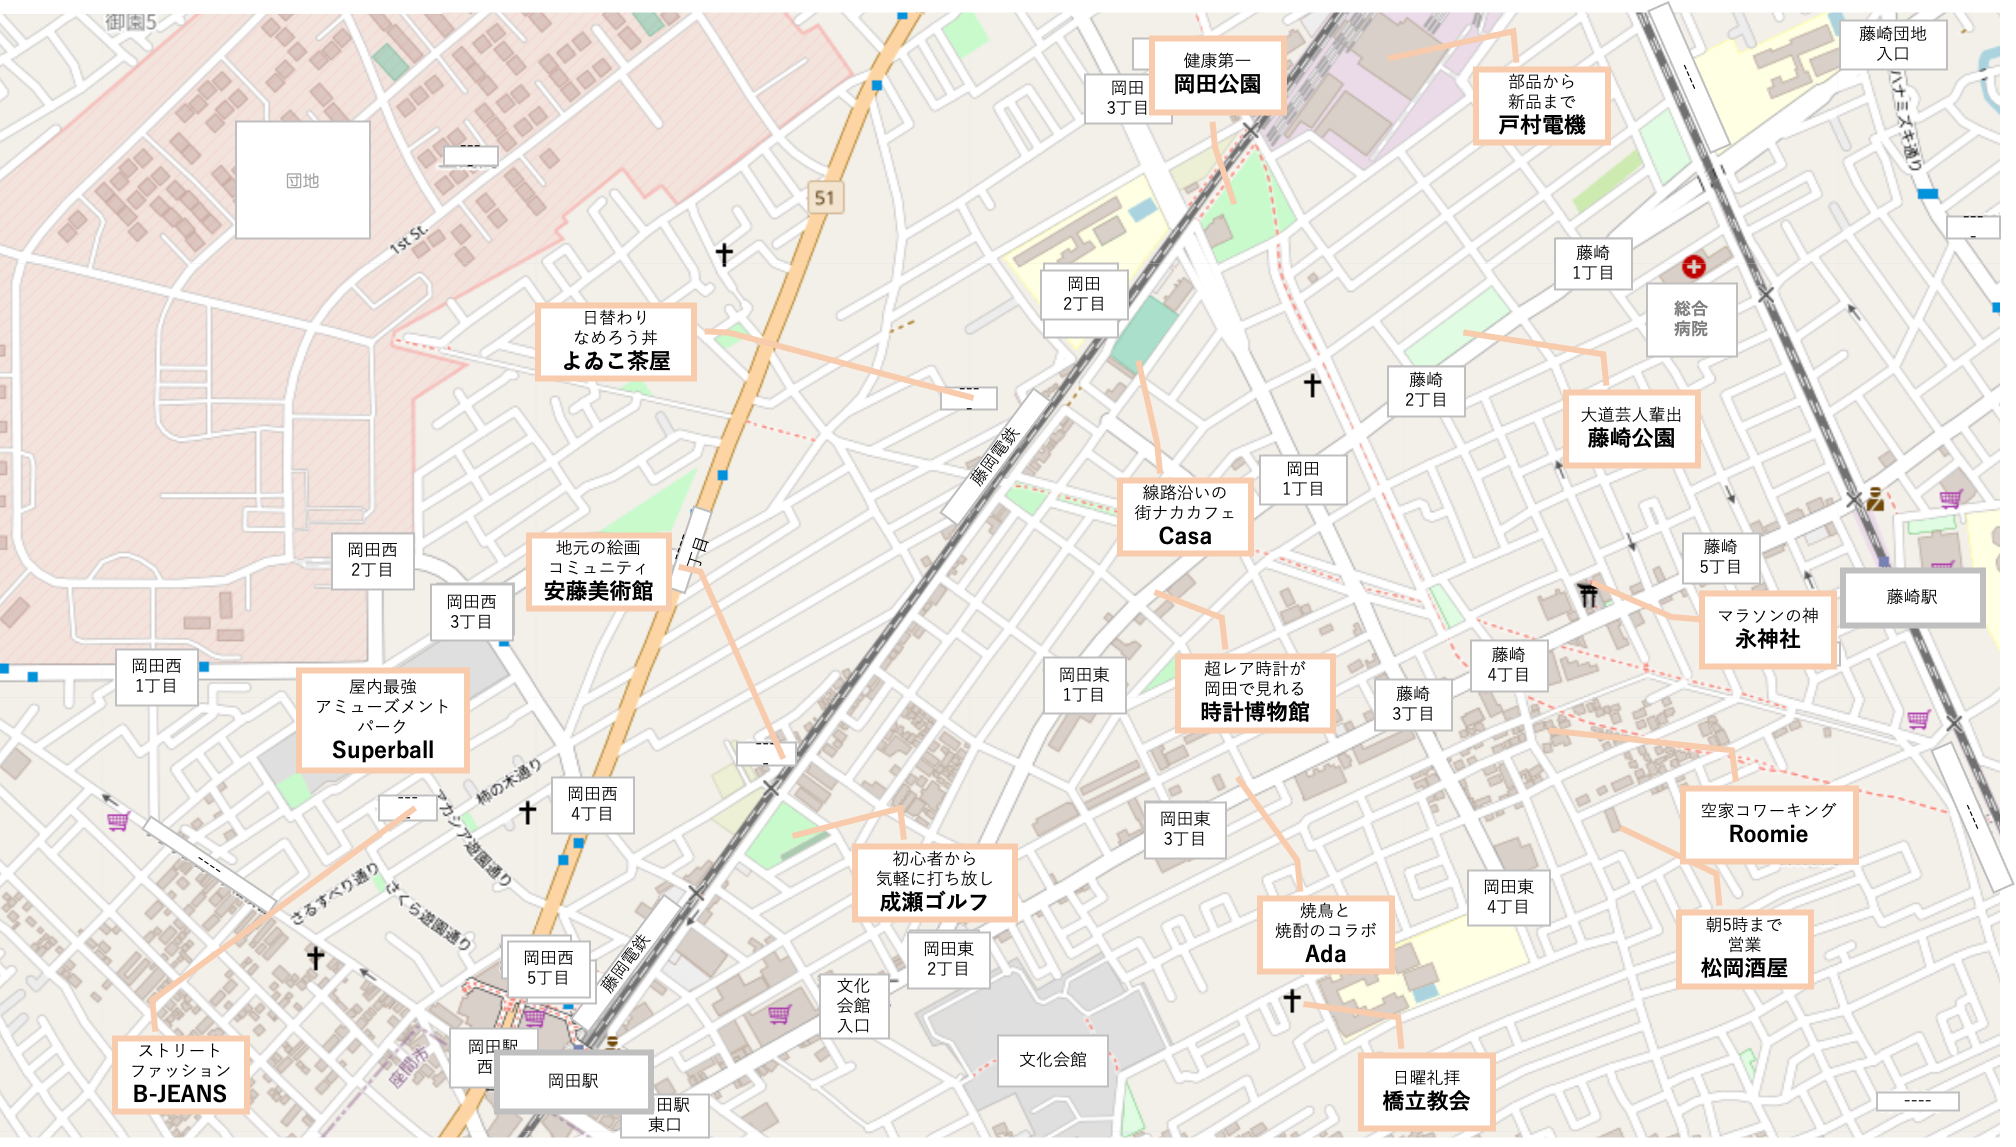 御園5
団地
1st St.
51
岡田
3丁目
健康第一
岡田公園
部品から
新品まで
戸村電機
藤崎団地
入口
ハナミズキ通り
藤崎
1丁目
総合
病院
岡田
2丁目
日替わり
なめろう丼
よゐこ茶屋
藤崎
2丁目
大道芸人輩出
藤崎公園
藤岡電鉄
岡田
1丁目
線路沿いの
街ナカカフェ
Casa
岡田西
2丁目
地元の絵画
コミュニティ
安藤美術館
丁目
藤崎
5丁目
岡田西
3丁目
藤崎駅
マラソンの神
永神社
岡田西
1丁目
岡田東
1丁目
超レア時計が
岡田で見れる
時計博物館
藤崎
4丁目
藤崎
3丁目
屋内最強
アミューズメント
パーク
Superball
柿の木通り
岡田西
4丁目
アカシア遊園通り
岡田東
3丁目
空家コワーキング
Roomie
さるすべり通り
さくら遊園通り
初心者から
気軽に打ち放し
成瀬ゴルフ
岡田東
4丁目
焼鳥と
焼酎のコラボ
Ada
朝5時まで
営業
松岡酒屋
岡田西
5丁目
藤岡電鉄
岡田東
2丁目
文化
会館
入口
文化会館
ストリート
ファッション
B-JEANS
座間市
岡田駅
西
岡田駅
田駅
東口
日曜礼拝
橋立教会